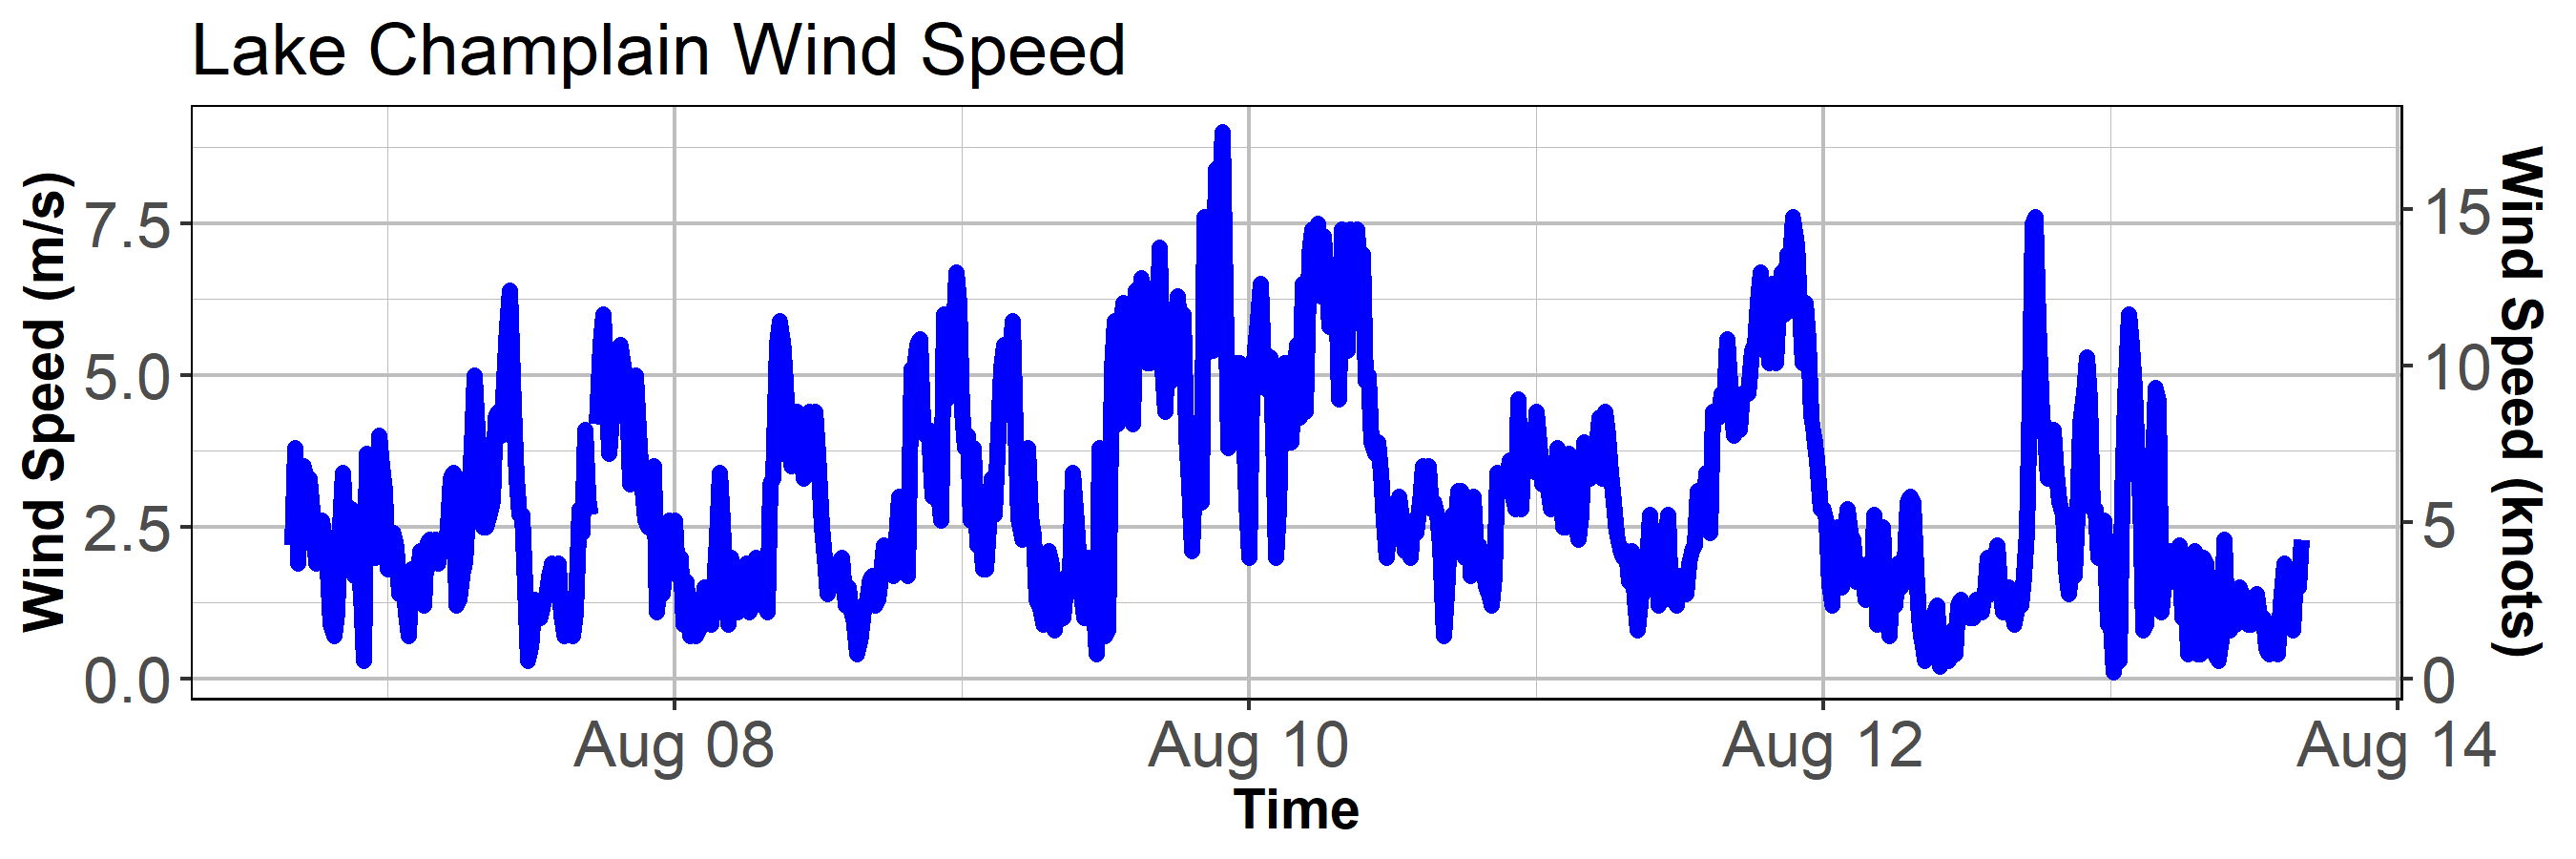 Lake Champlain Wind Speed
Wind Speed (m/s)
7.5
5.0
2.5
0.0
15
10
5
0
Wind Speed (knots)
Aug 08
Aug 10
Aug 12
Aug 14
Time